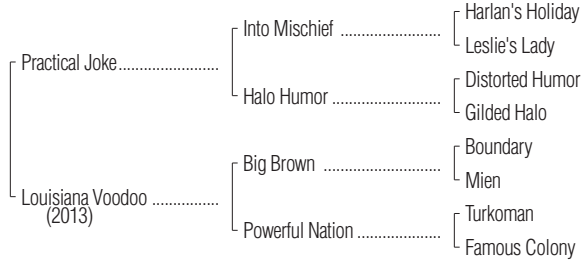 Harlan's Holiday
Into Mischief ......................
Leslie's Lady
Practical Joke......................
Distorted Humor
Halo Humor ........................
Gilded Halo
Boundary
Big Brown ..........................
Mien
Louisiana Voodoo ...............
(2013)
Turkoman
Powerful Nation ..................
Famous Colony